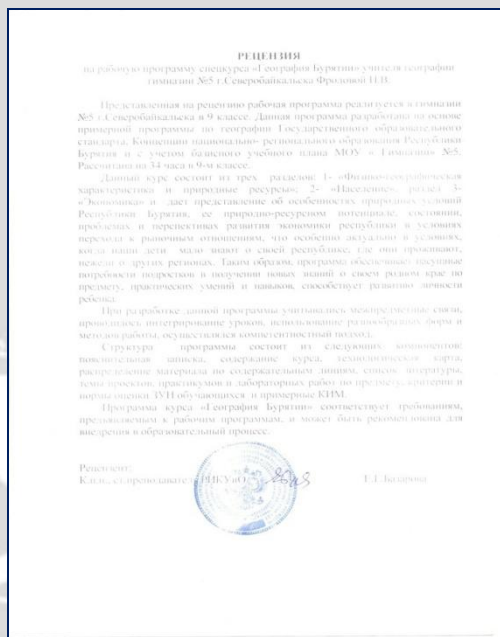 РЕЦЕНЗИЯ
на рабочую программу спецкурса «География Бурятии» учителя географии
гимназии №5 г.Северобайкальска Фроловой Н.В.
Представленная на рецензию рабочая программа реализуется в гимназии
№5 г.Северобайкальска в 9 классе. Данная программа разработана на основе
примерной программы по географии Государственного образовательного
стандарта, Концепции национально- регионального образования Республики
Бурятия и с учетом базисного учебного плана МОУ « Гимназия» №5.
Рассчитана на 34 часа в 9-м классе.
Данный курс состоит из трех разделов: 1- «Физико-географическая
характеристика и природные ресурсы»; 2- «Население», раздел 3-
«Экономика» и дает представление об особенностях природных условий
Республики Бурятия, ее природно-ресурсном потенциале, состоянии,
проблемах и перспективах развития экономики республики в условиях
перехода к рыночным отношениям, что особенно актуально в условиях,
когда наши дети мало знают о своей республике, где они проживают,
нежели о других регионах. Таким образом, программа обеспечивает насущные
потребности подростков в получении новых знаний о своем родном крае по
предмету, практических умений и навыков, способствует развитию личности
ребенка.
При разработке данной программы учитывались межпредметные связи,
проводилось интегрирование уроков, использование разнообразных форм и
методов работы, осуществлялся компетентностный подход.
Структура программы состоит из следующих компонентов:
пояснительная записка, содержание курса, технологическая карта,
распределение материала по содержательным линиям, список литературы,
темы проектов, практикумов и лабораторных работ по предмету, критерии и
нормы оценки ЗУН обучающихся и примерные КИМ.
Программа курса «География Бурятии» соответствует требованиям,
предъявляемым к рабочим программам, и может быть рекомендована для
внедрения в образовательный процесс.
Рецензент:
К.п.н., ст.преподаватель Е.Г.Базарова